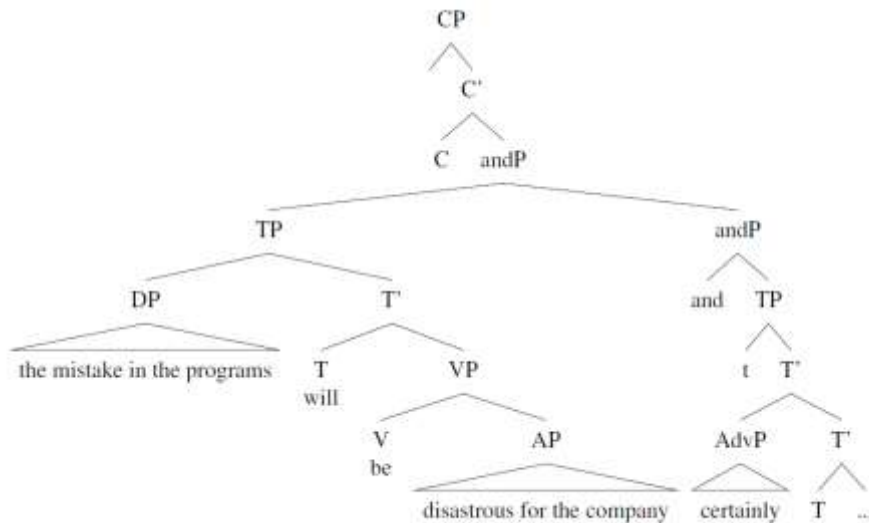 CP
C'
C andP
TP andP
DP T' and TP
the mistake in the programs T VP t T'
will
V AP AdvP T'
be
disastrous for the company certainly T ..